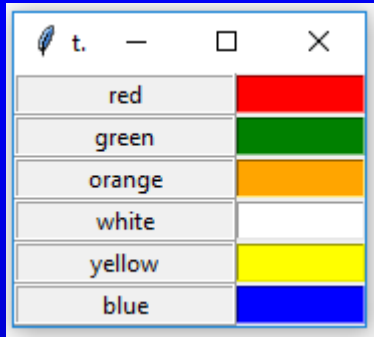 t.
red
green
orange
white
yellow
blue